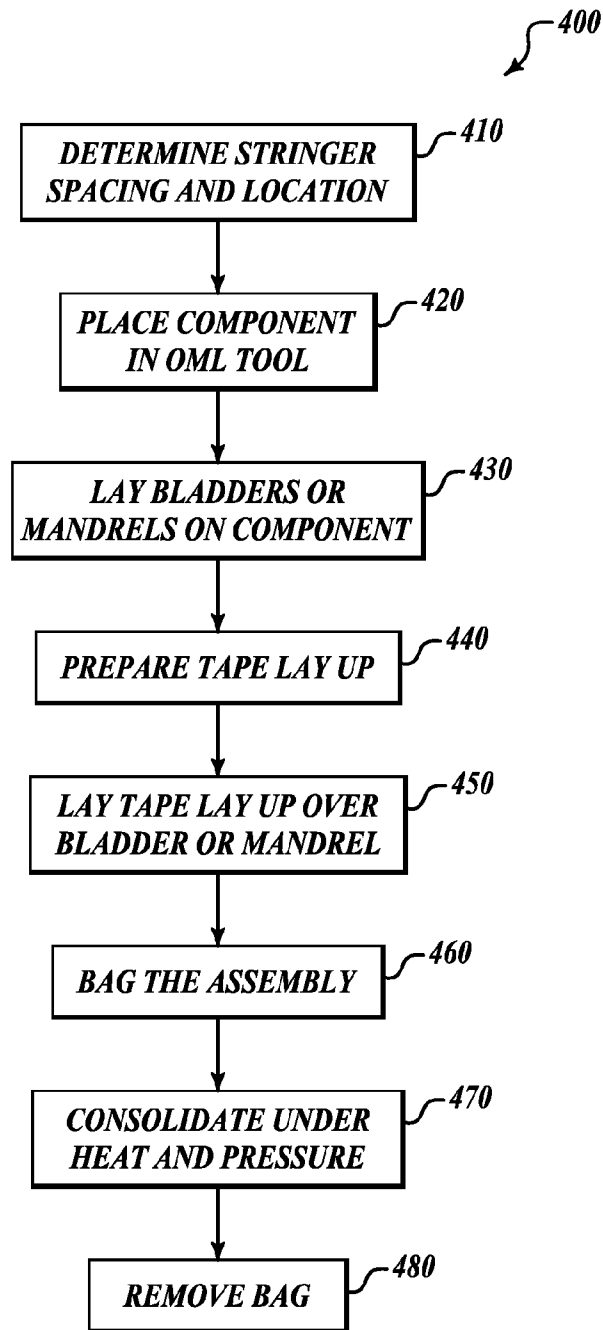 400
410
DETERMINE STRINGER
SPACING AND LOCATION
420
PLACE COMPONENT
IN OML TOOL
430
LAY BLADDERS OR
MANDRELS ON COMPONENT
440
PREPARE TAPE LAY UP
450
LAY TAPE LAY UP OVER
BLADDER OR MANDREL
460
BAG THE ASSEMBLY
470
CONSOLIDATE UNDER
HEAT AND PRESSURE
480
REMOVE BAG